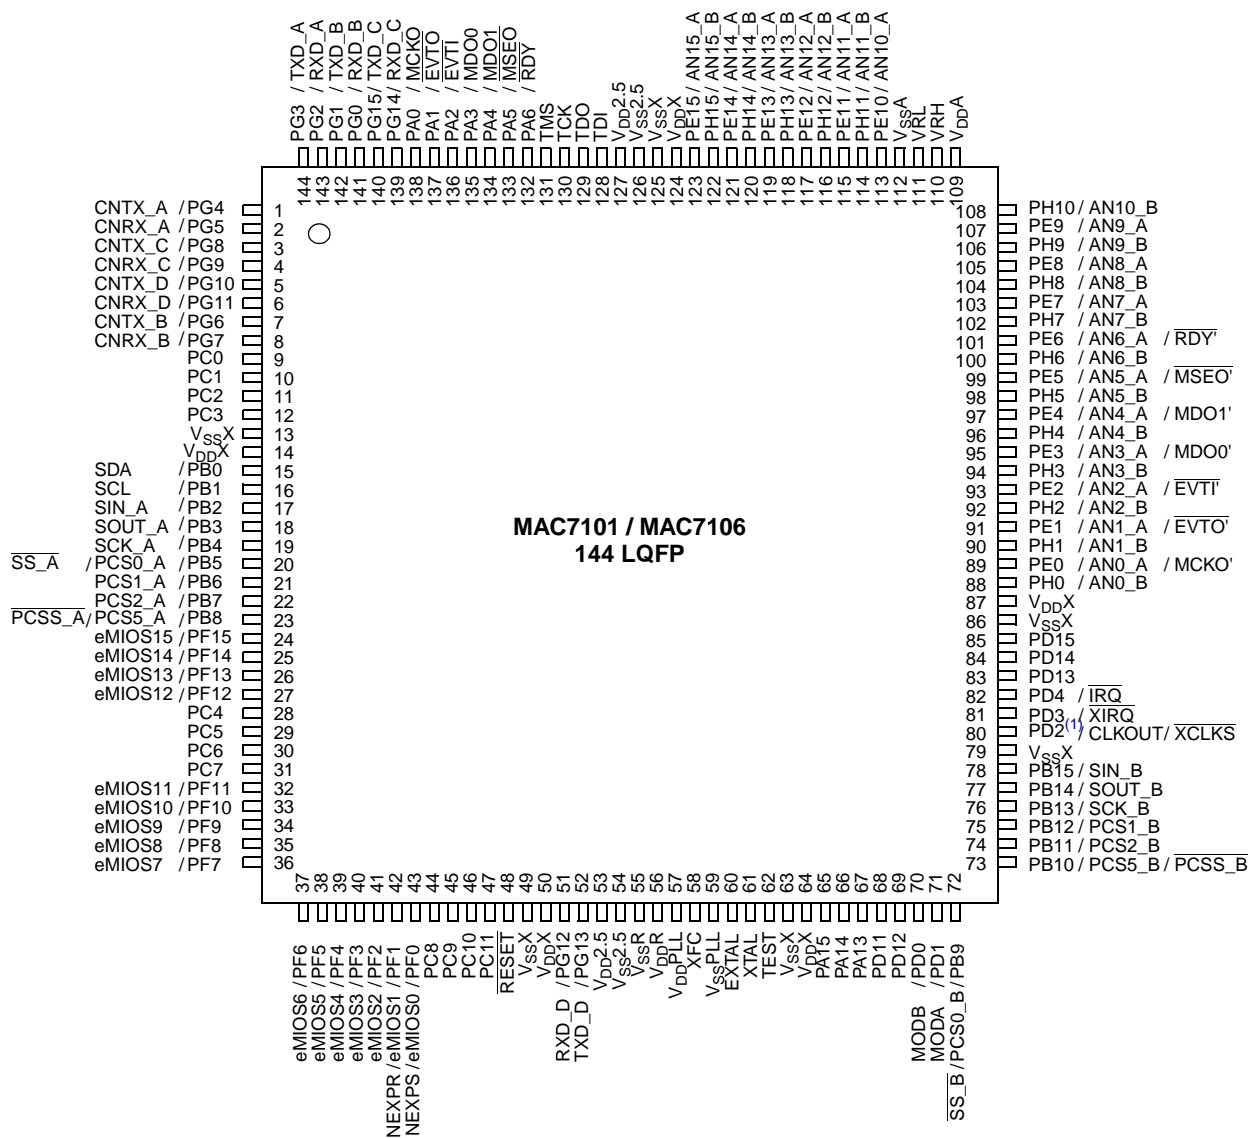 PG3 / TXD_A
PG2 / RXD_A
PG1 / TXD_B
PG0 / RXD_B
PG15/ TXD_C
PG14/ RXD_C
PA0 / MCKO
PA1 / EVTO
PA2 / EVTI
PA3 / MDO0
PA4 / MDO1
PA5 / MSEO
PA6 / RDY
TMS
TCK
TDO
TDI
VDD2.5
VSS2.5
VSSX
VDDX
PE15 / AN15_A
PH15 / AN15_B
PE14 / AN14_A
PH14 / AN14_B
PE13 / AN13_A
PH13 / AN13_B
PE12 / AN12_A
PH12 / AN12_B
PE11 / AN11_A
PH11 / AN11_B
PE10 / AN10_A
VSSA
VRL
VRH
VDDA
144 143 142 141 140 139 138 137 136 135 134 133 132 131 130 129 128 127 126 125 124 123 122 121 120 119 118 117 116 115 114 113 112 111 110 109
CNTX_A / PG4 1
CNRX_A / PG5 2
CNTX_C / PG8 3
CNRX_C / PG9 4
CNTX_D / PG10 5
CNRX_D / PG11 6
CNTX_B / PG6 7
CNRX_B / PG7 8
PC0 9
PC1 10
PC2 11
PC3 12
VSSX 13
VDDX 14
SDA / PB0 15
SCL / PB1 16
SIN_A / PB2 17
SOUT_A / PB3 18
SCK_A / PB4 19
SS_A / PCS0_A / PB5 20
PCS1_A / PB6 21
PCS2_A / PB7 22
PCSS_A/ PCS5_A / PB8 23
eMIOS15 / PF15 24
eMIOS14 / PF14 25
eMIOS13 / PF13 26
eMIOS12 / PF12 27
PC4 28
PC5 29
PC6 30
PC7 31
eMIOS11 / PF11 32
eMIOS10 / PF10 33
eMIOS9 / PF9 34
eMIOS8 / PF8 35
eMIOS7 / PF7 36
MAC7101 / MAC7106
144 LQFP
108 PH10 / AN10_B
107 PE9 / AN9_A
106 PH9 / AN9_B
105 PE8 / AN8_A
104 PH8 / AN8_B
103 PE7 / AN7_A
102 PH7 / AN7_B
101 PE6 / AN6_A / RDY'
100 PH6 / AN6_B
99 PE5 / AN5_A / MSEO'
98 PH5 / AN5_B
97 PE4 / AN4_A / MDO1'
96 PH4 / AN4_B
95 PE3 / AN3_A / MDO0'
94 PH3 / AN3_B
93 PE2 / AN2_A / EVTI'
92 PH2 / AN2_B
91 PE1 / AN1_A / EVTO'
90 PH1 / AN1_B
89 PE0 / AN0_A / MCKO'
88 PH0 / AN0_B
87 VDDX
86 VSSX
85 PD15
84 PD14
83 PD13
82 PD4 / IRQ
81 PD3 / XIRQ
80 PD2(1) / CLKOUT/ XCLKS
79 VSSX
78 PB15 / SIN_B
77 PB14 / SOUT_B
76 PB13 / SCK_B
75 PB12 / PCS1_B
74 PB11 / PCS2_B
73 PB10 / PCS5_B / PCSS_B
37 38 39 40 41 42 43 44 45 46 47 48 49 50 51 52 53 54 55 56 57 58 59 60 61 62 63 64 65 66 67 68 69 70 71 72
eMIOS6 / PF6
eMIOS5 / PF5
eMIOS4 / PF4
eMIOS3 / PF3
eMIOS2 / PF2
NEXPR / eMIOS1 / PF1
NEXPS / eMIOS0 / PF0
PC8
PC9
PC10
PC11
RESET
VSSX
VDDX
RXD_D / PG12
TXD_D / PG13
VDD2.5
VSS2.5
VSSR
VDDR
VDDPLL
XFC
VSSPLL
EXTAL
XTAL
TEST
VSSX
VDDX
PA15
PA14
PA13
PD11
PD12
MODB / PD0
MODA / PD1
SS_B / PCS0_B / PB9